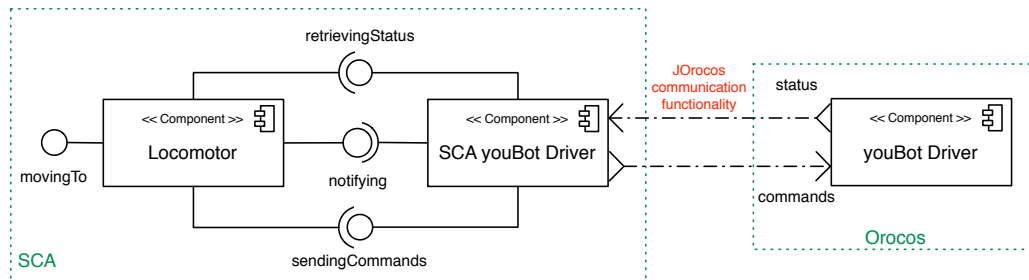 retrievingStatus
JOrocos
communication
functionality
status
<< Component >>
<< Component >>
<< Component >>
Locomotor
SCA youBot Driver
youBot Driver
movingTo
notifying
commands
sendingCommands
SCA
Orocos